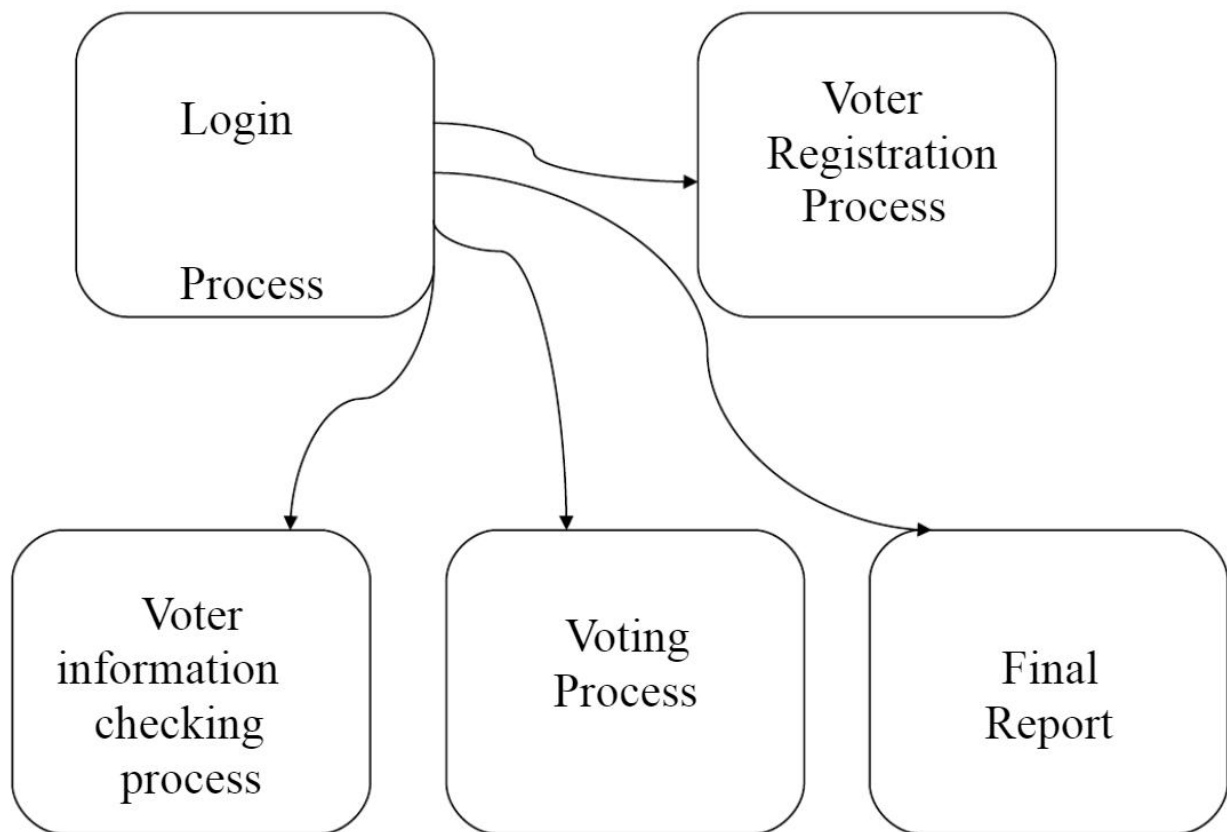 Login
Process
Voter
Registration
Process
Voter
information
checking
process
Voting
Process
Final
Report